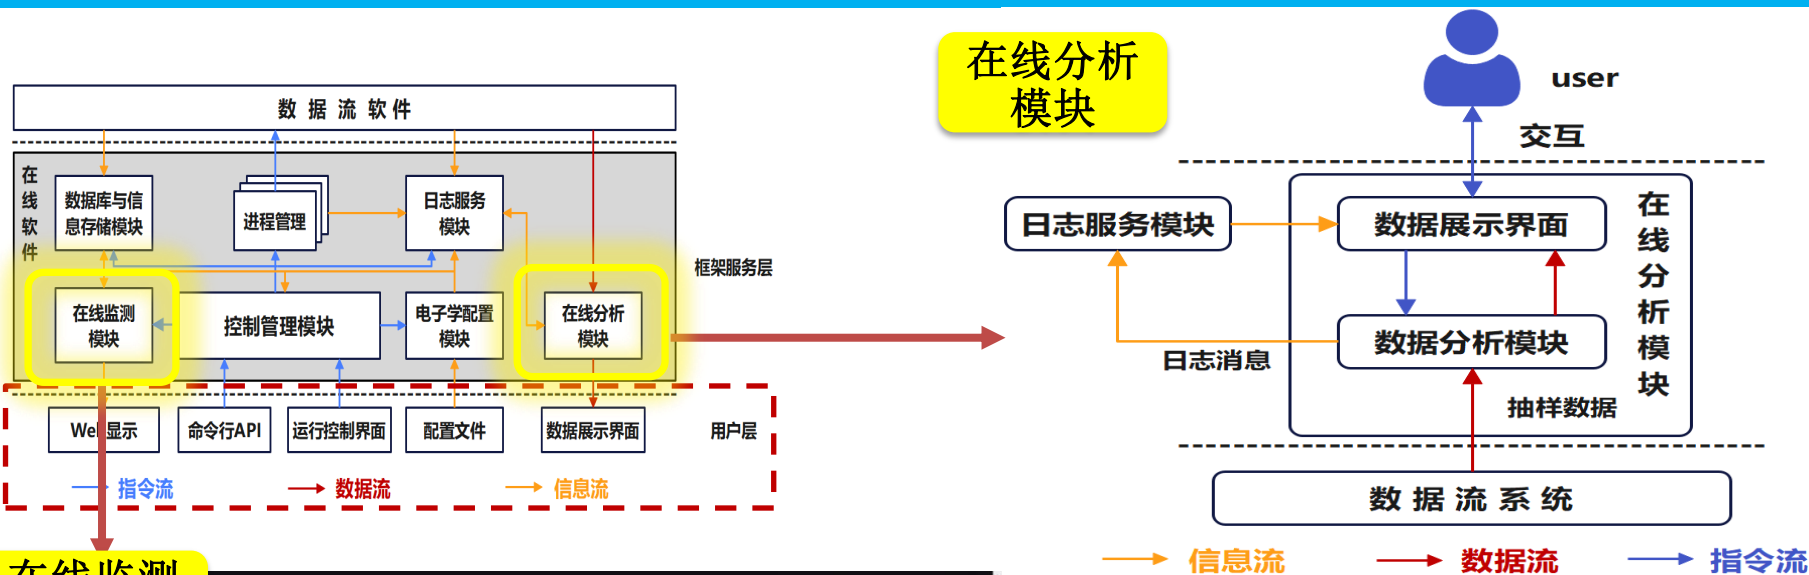 数据流软件
在线软件
数据库与信
息存储模块
进程管理
日志服务
模块
框架服务层
在线监测
模块
控制管理模块
电子学配置
模块
在线分析
模块
显示
命令行API
运行控制界面
配置文件
数据展示界面
用户层
指令流
数据流
信息流
在线监测
在线分析
模块
user
交互
日志服务模块
数据展示界面
在线分析模块
数据分析模块
日志消息
抽样数据
数据流系统
信息流
数据流
指令流